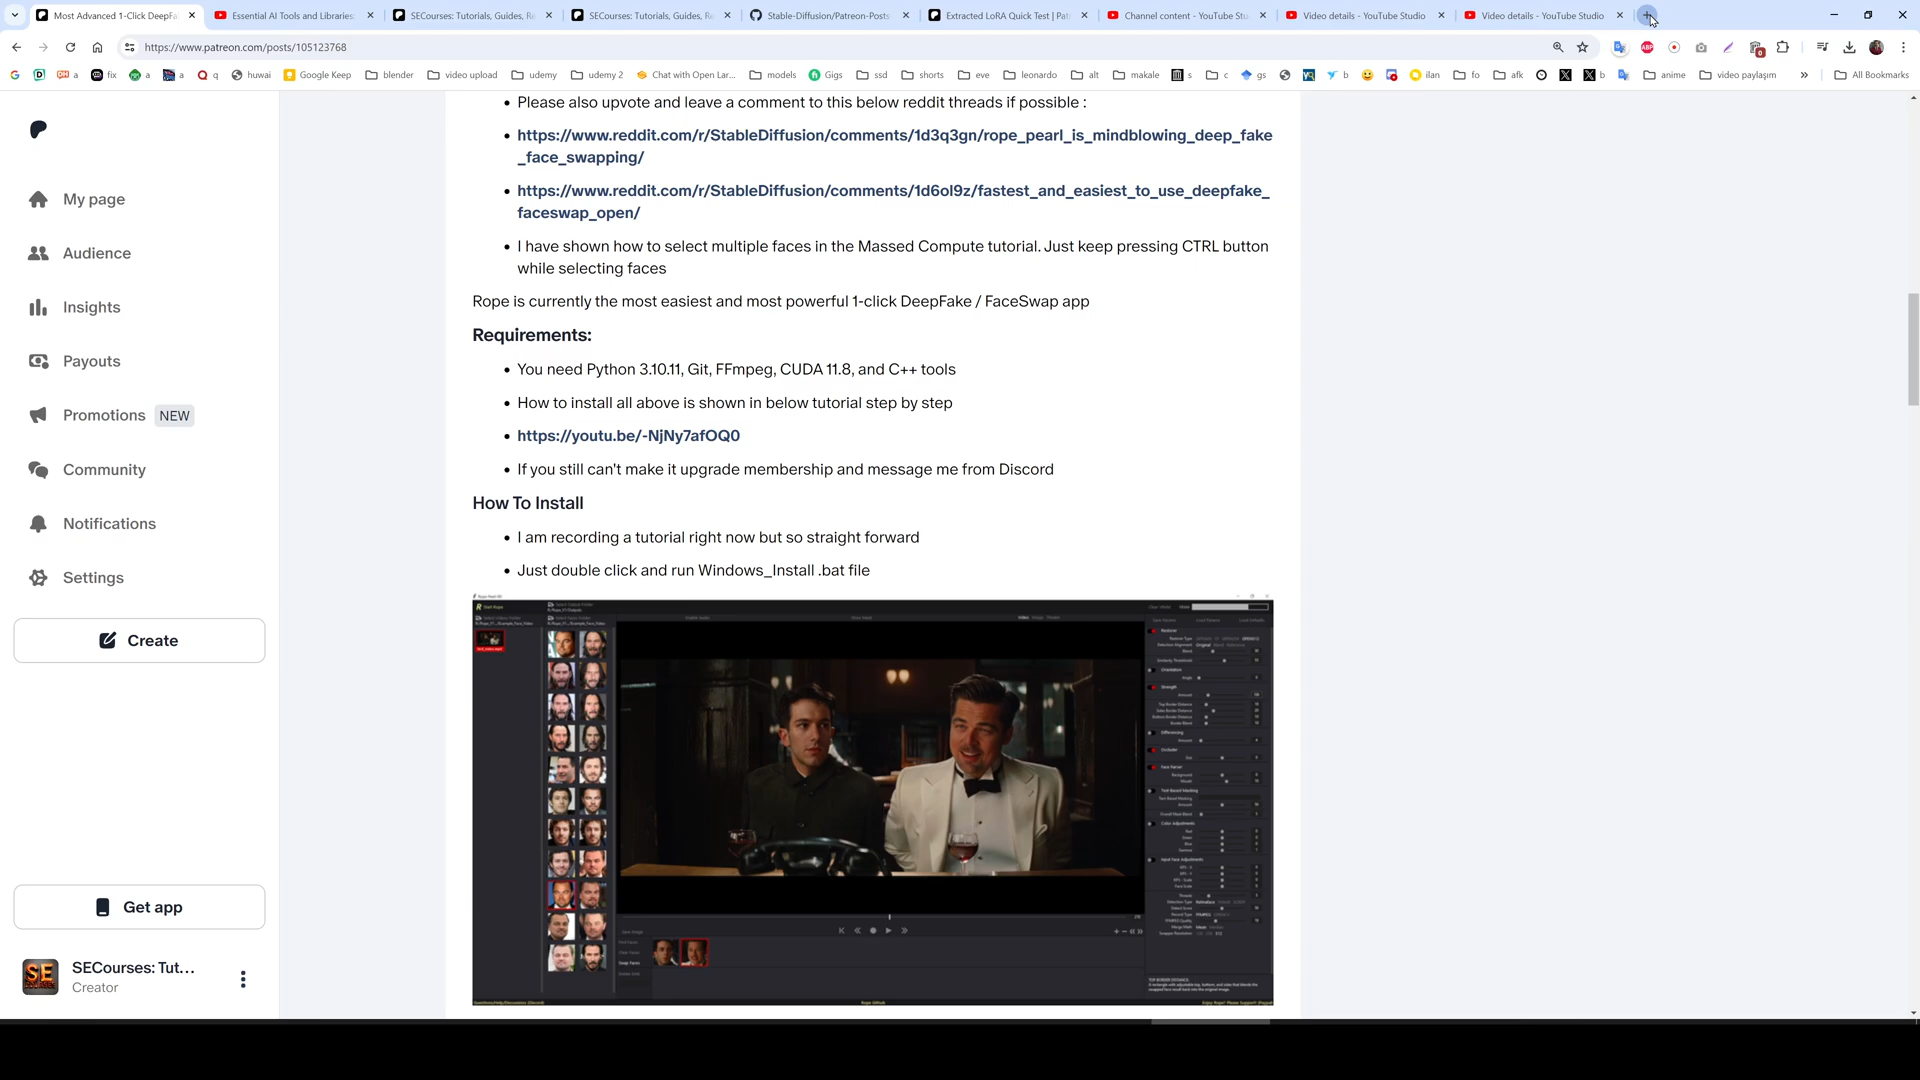 Most Advanced 1-Click DeepFa
Essential AI Tools and Libraries:
SECourses: Tutorials, Guides, Re
SECourses: Tutorials, Guides, Re
Stable-Diffusion/Patreon-Posts-
Extracted LoRA Quick Test | Pat
Channel content - YouTube Stu
Video details - YouTube Studio
Video details - YouTube Studio
https://www.patreon.com/posts/105123768
a
fix
a
a
q
huwai
Google Keep
blender
video upload
udemy
udemy 2
Chat with Open Lar...
models
Gigs
ssd
shorts
eve
leonardo
alt
makale
s
c
gs
b
ilan
fo
afk
b
anime
video paylaşım
All Bookmarks
My page
Audience
Insights
Payouts
Promotions NEW
Community
Notifications
Settings
Create
Get app
SECourses: Tut...
Creator
• Please also upvote and leave a comment to this below reddit threads if possible :
• https://www.reddit.com/r/StableDiffusion/comments/1d3q3gn/rope_pearl_is_mindblowing_deep_fake
_face_swapping/
• https://www.reddit.com/r/StableDiffusion/comments/1d6ol9z/fastest_and_easiest_to_use_deepfake_
faceswap_open/
• I have shown how to select multiple faces in the Massed Compute tutorial. Just keep pressing CTRL button
while selecting faces
Rope is currently the most easiest and most powerful 1-click DeepFake / FaceSwap app
Requirements:
• You need Python 3.10.11, Git, FFmpeg, CUDA 11.8, and C++ tools
• How to install all above is shown in below tutorial step by step
• https://youtu.be/-NjNy7afOQ0
• If you still can't make it upgrade membership and message me from Discord
How To Install
• I am recording a tutorial right now but so straight forward
• Just double click and run Windows_Install .bat file